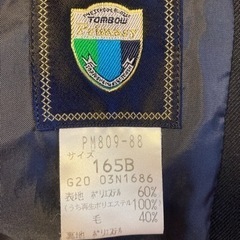 TOMBOW
PM809-88
サイズ
165B
G20 03N1686
表地 ポリエステル 60%
(うち再生ポリエステル100%)
毛 40%
裏地 ポリエステル